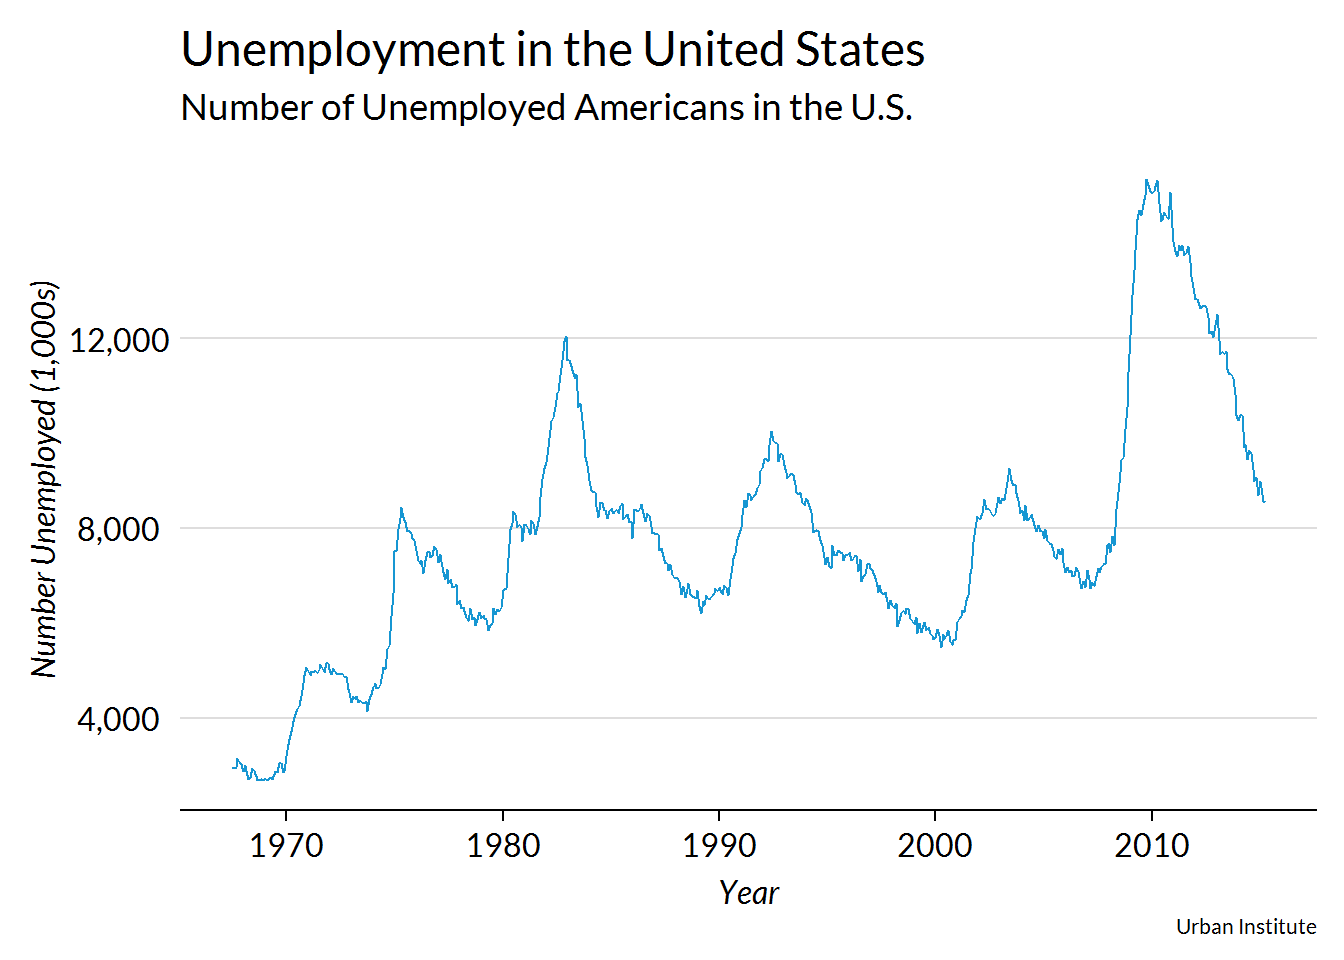 Unemployment in the United States
Number of Unemployed Americans in the U.S.
Number Unemployed (1,000s)
12,000
8,000
4,000
1970 1980 1990 2000 2010
Year
Urban Institute